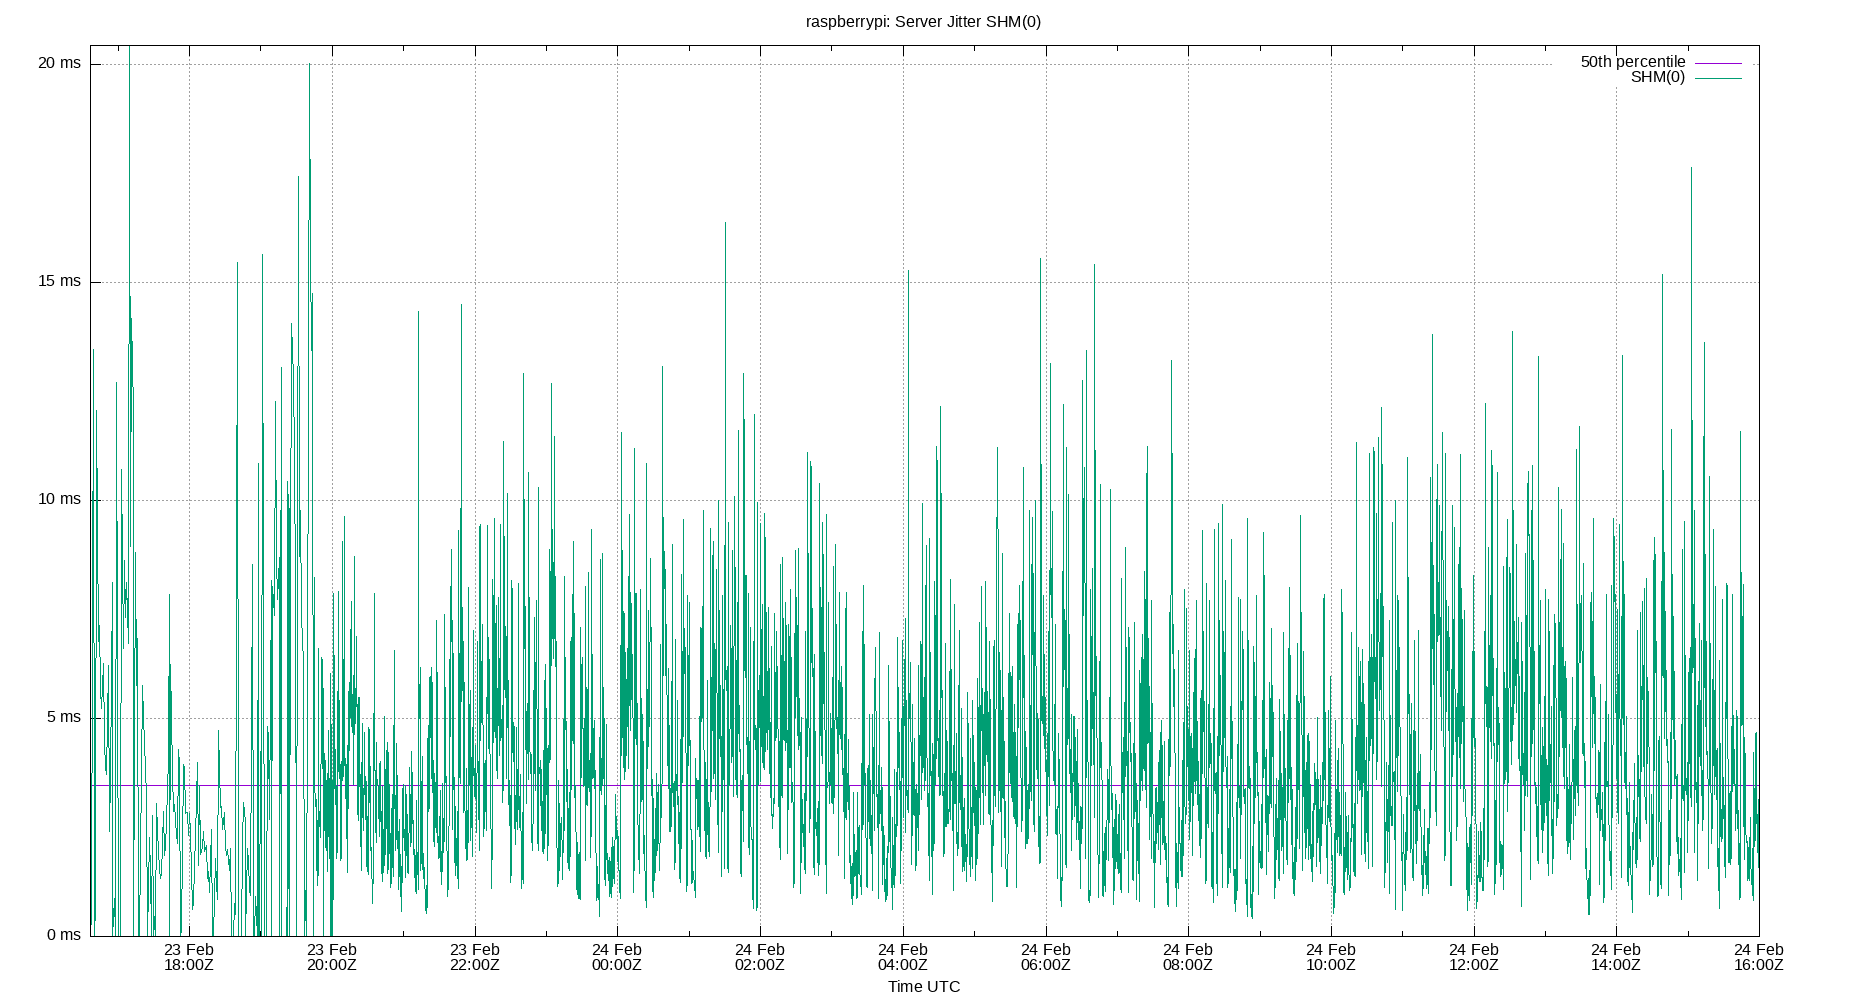 raspberrypi: Server Jitter SHM(0)
50th percentile
SHM(0)
20 ms
15 ms
10 ms
5 ms
0 ms
23 Feb 23 Feb 23 Feb 24 Feb 24 Feb 24 Feb 24 Feb 24 Feb 24 Feb 24 Feb 24 Feb 24 Feb
18:00Z 20:00Z 22:00Z 00:00Z 02:00Z 04:00Z 06:00Z 08:00Z 10:00Z 12:00Z 14:00Z 16:00Z
Time UTC